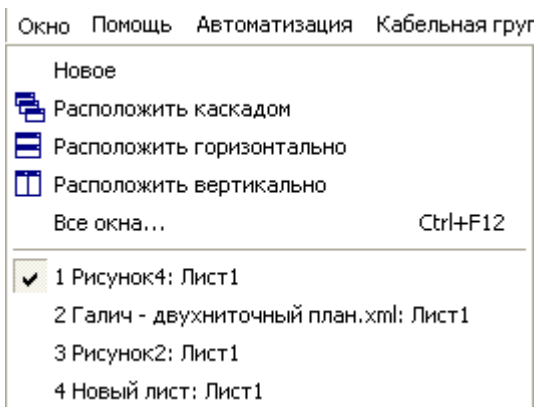 Окно Помощь Автоматизация Кабельная
Новое
Расположить каскадом
Расположить горизонтально
Расположить вертикально
Все окна... Ctrl+F12
1 Рисунок4: Лист1
2 Галич - двухниточный план.xml: Лист1
3 Рисунок2: Лист1
4 Новый лист: Лист1